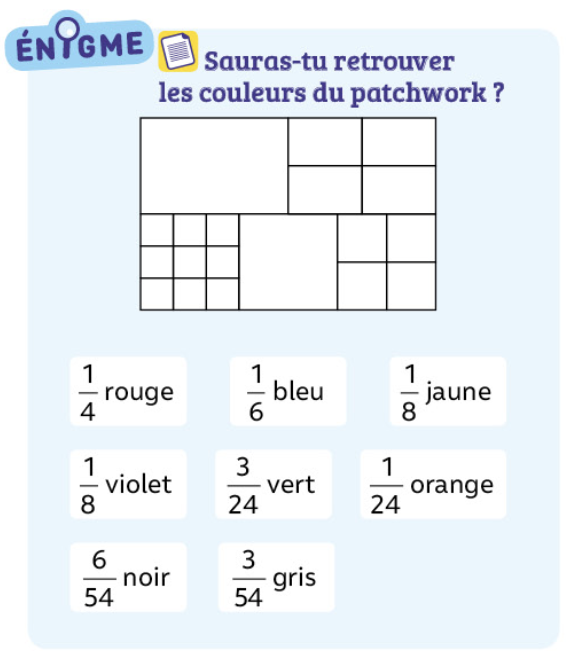 ÉNIGME
Sauras-tu retrouver
les couleurs du patchwork ?
1/4 rouge 1/6 bleu 1/8 jaune
1/8 violet 3/24 vert 1/24 orange
6/54 noir 3/54 gris